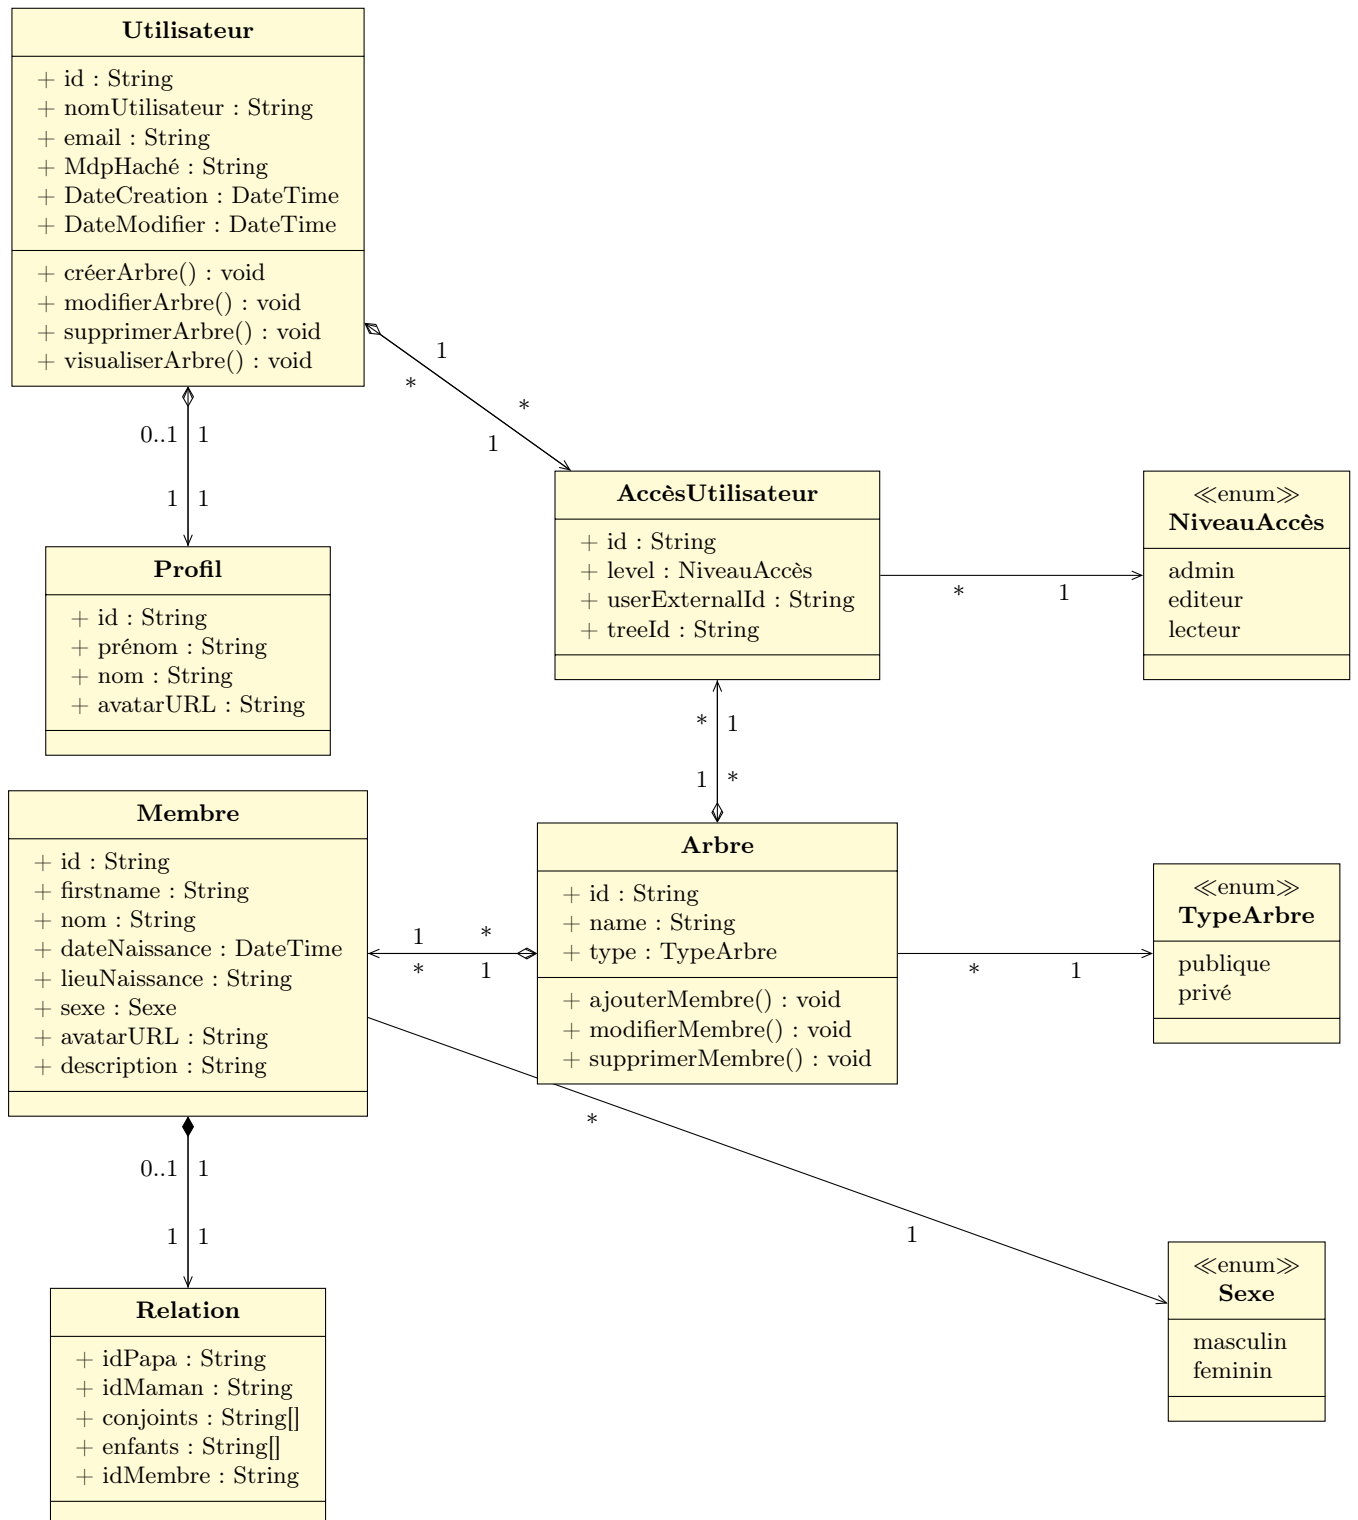 Utilisateur
+ id : String
+ nomUtilisateur : String
+ email : String
+ MdpHaché : String
+ DateCreation : DateTime
+ DateModifier : DateTime
+ créerArbre() : void
+ modifierArbre() : void
+ supprimerArbre() : void
+ visualiserArbre() : void
1
*
*
1
0..1 1
1 1
Profil
+ id : String
+ prénom : String
+ nom : String
+ avatarURL : String
AccèsUtilisateur
+ id : String
+ level : NiveauAccès
+ userExternalId : String
+ treeId : String
* 1
≪enum≫
NiveauAccès
admin
editeur
lecteur
* 1
1 *
Membre
+ id : String
+ firstname : String
+ nom : String
+ dateNaissance : DateTime
+ lieuNaissance : String
+ sexe : Sexe
+ avatarURL : String
+ description : String
1 *
* 1
Arbre
+ id : String
+ name : String
+ type : TypeArbre
+ ajouterMembre() : void
+ modifierMembre() : void
+ supprimerMembre() : void
* 1
≪enum≫
TypeArbre
publique
privé
*
1
0..1 1
1 1
≪enum≫
Sexe
masculin
feminin
Relation
+ idPapa : String
+ idMaman : String
+ conjoints : String[]
+ enfants : String[]
+ idMembre : String